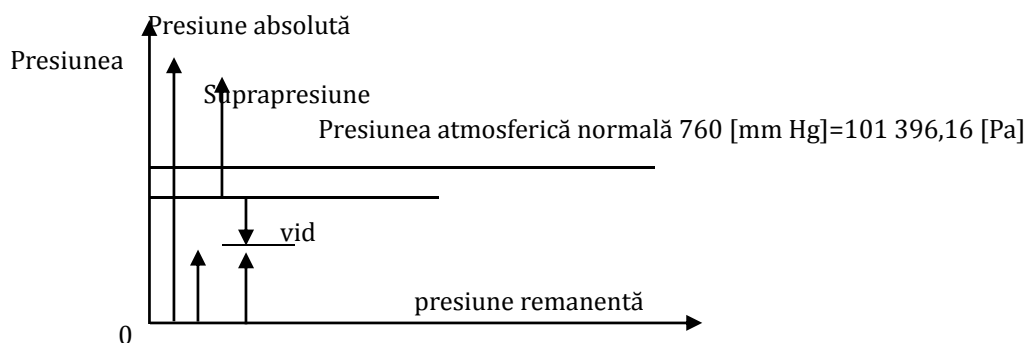 Presiune absolută
Presiunea
Suprapresiune
Presiunea atmosferică normală 760 [mm Hg]=101 396,16 [Pa]
vid
presiune remanentă
0